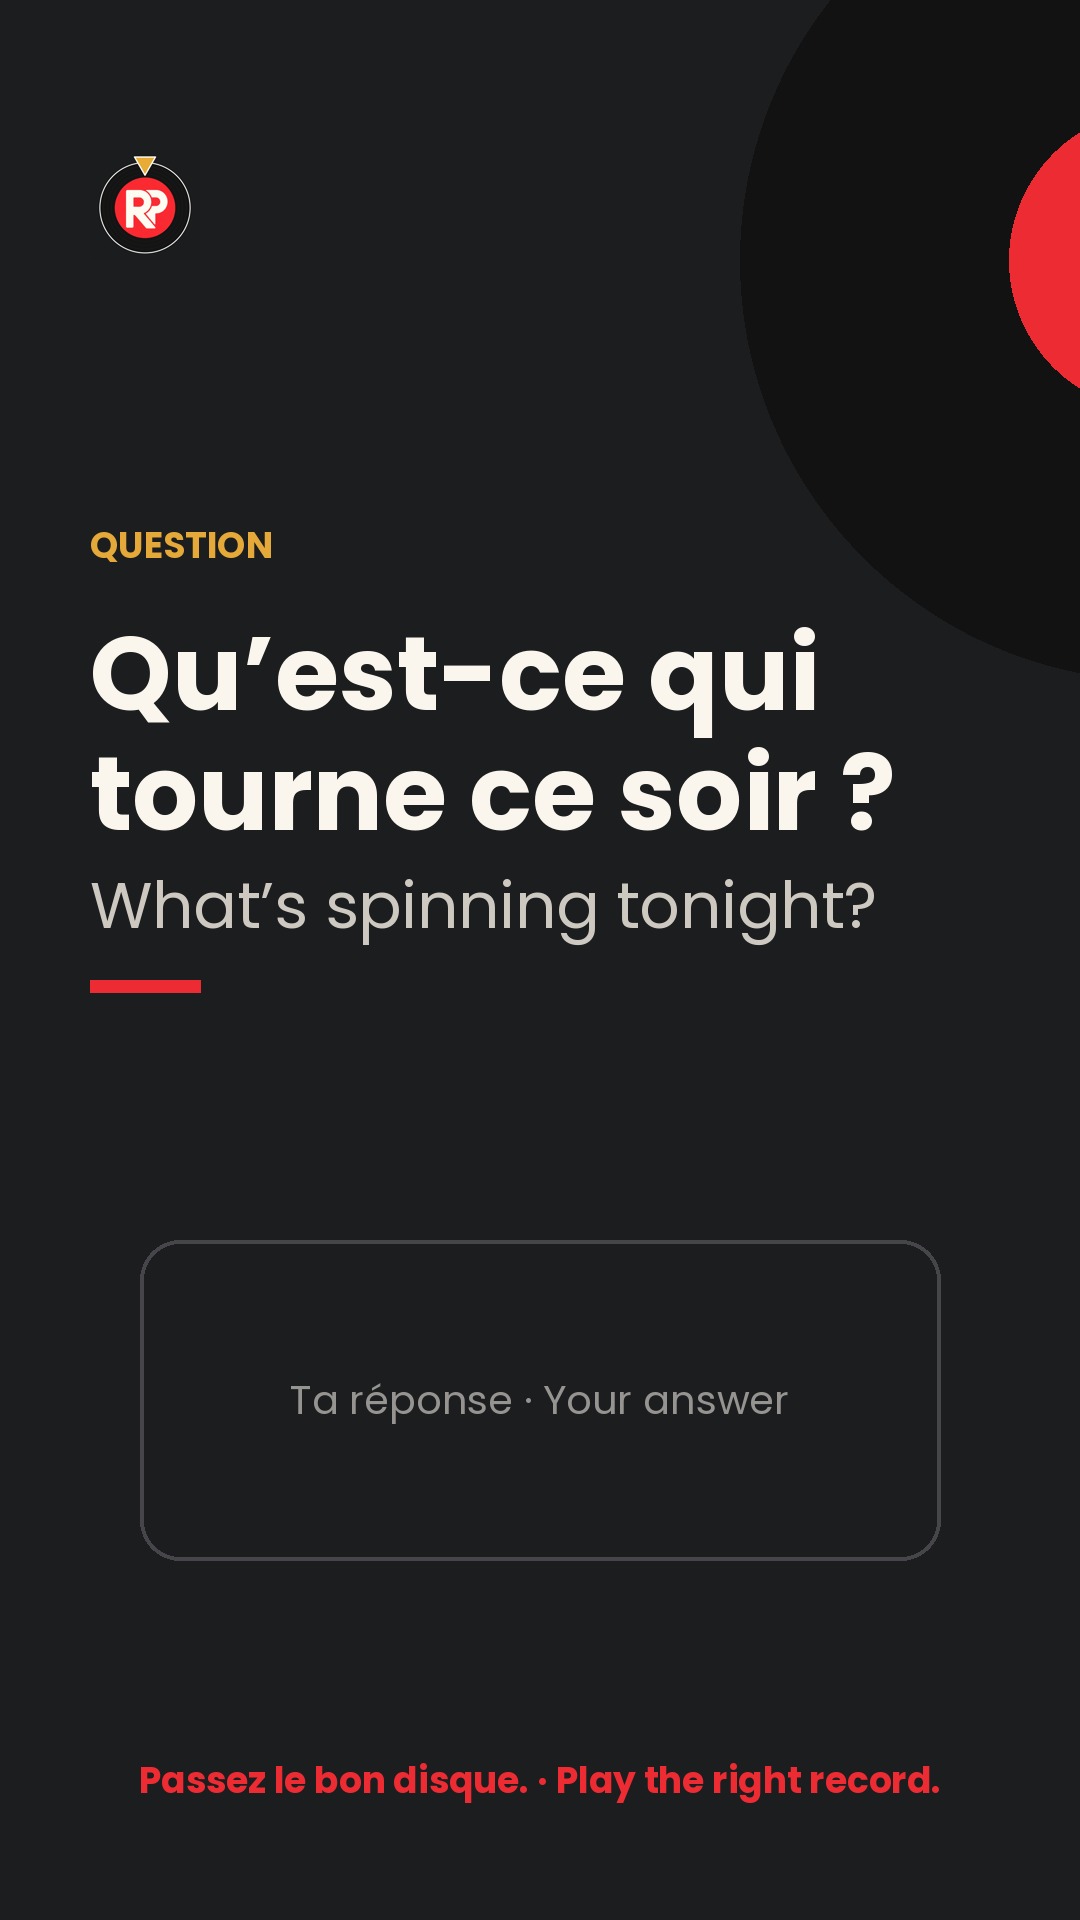 RP
QUESTION
Qu’est-ce qui
tourne ce soir ?
What’s spinning tonight?
Ta réponse · Your answer
Passez le bon disque. · Play the right record.